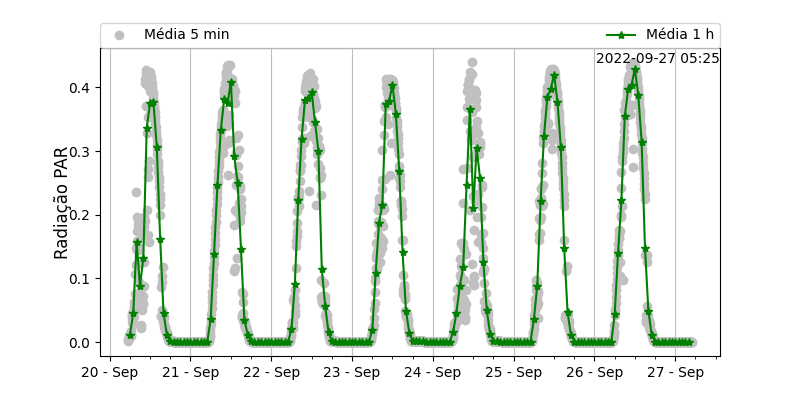 Média 5 min
Média 1 h
2022-09-27 05:25
Radiação PAR
0.4
0.3
0.2
0.1
0.0
20 - Sep
21 - Sep
22 - Sep
23 - Sep
24 - Sep
25 - Sep
26 - Sep
27 - Sep